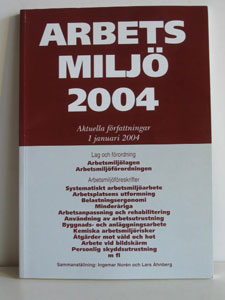 ARBETS
MILJÖ
2004
Aktuella författningar
1 januari 2004
Lag och förordning
Arbetsmiljölagen
Arbetsmiljöförordningen
Arbetsmiljöföreskrifter
Systematiskt arbetsmiljöarbete
Arbetsplatsens utformning
Belastningsergonomi
Minderåriga
Arbetsanpassning och rehabilitering
Användning av arbetsutrustning
Byggnads- och anläggningsarbete
Kemiska arbetsmiljörisker
Åtgärder mot våld och hot
Arbete vid bildskärm
Personlig skyddsutrustning
m fl
Sammanställning: Ingemar Norén och Lars Åhnberg